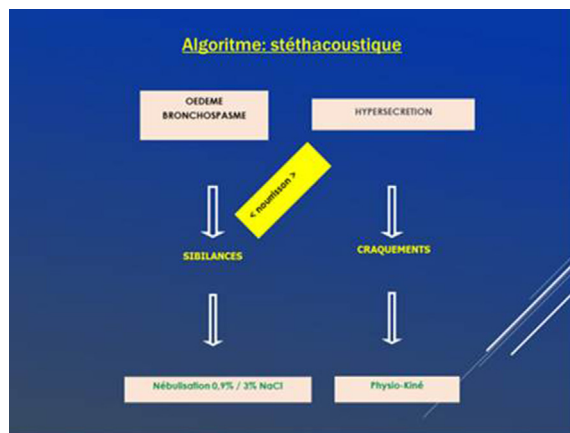 Algoritme: stéthacoustique
OEDEME
BRONCHOSPASME
HYPERSECRETION
< nourrisson >
SIBILANCES
CRAQUEMENTS
Nébulisation 0,9% / 3% NaCl
Physio-Kiné